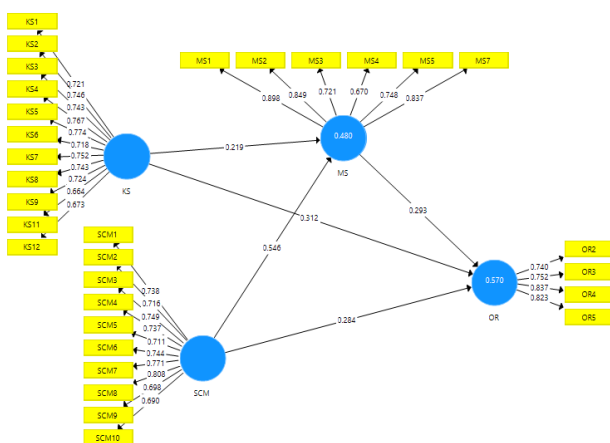 KS1
KS2
KS3
KS4
KS5
KS6
KS7
KS8
KS9
KS11
KS12
0.721
0.746
0.743
0.767
0.774
0.718
0.752
0.743
0.724
0.664
0.673
KS
MS1
MS2
MS3
MS4
MS5
MS7
0.898
0.849
0.721
0.670
0.748
0.837
0.480
MS
0.219
0.312
0.293
0.546
0.284
SCM1
SCM2
SCM3
SCM4
SCM5
SCM6
SCM7
SCM8
SCM9
SCM10
0.738
0.716
0.749
0.737
0.711
0.744
0.771
0.808
0.698
0.690
SCM
0.570
OR
0.740
0.752
0.837
0.823
OR2
OR3
OR4
OR5